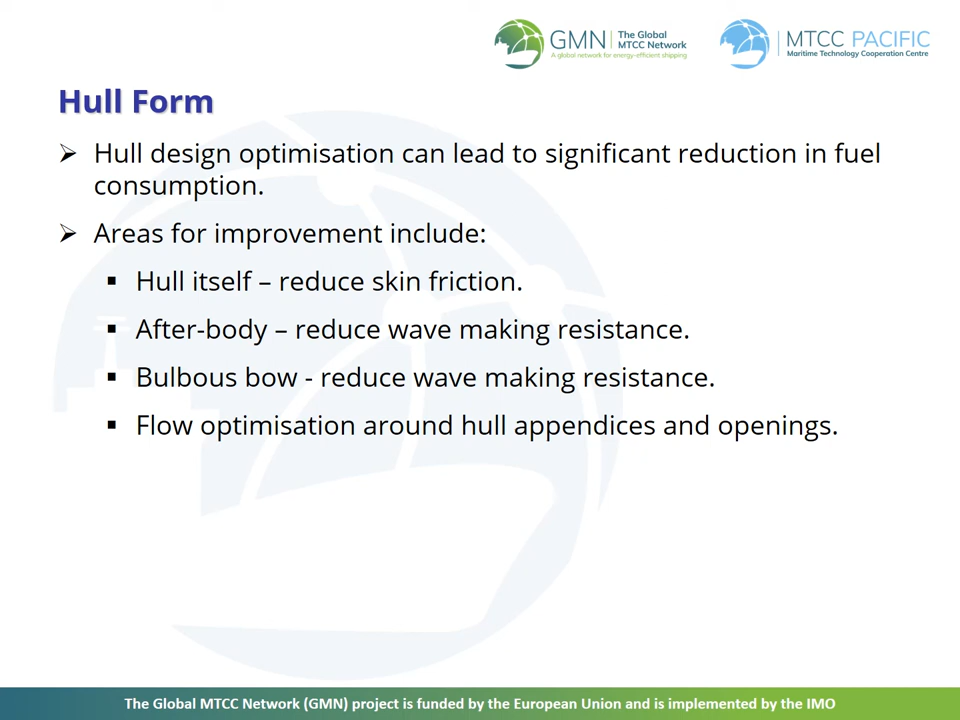 GMN
The Global
MTCC Network
A global network for energy-efficient shipping
MTCC PACIFIC
Maritime Technology Cooperation Centre
Hull Form
➢ Hull design optimisation can lead to significant reduction in fuel
consumption.
➢ Areas for improvement include:
▪ Hull itself – reduce skin friction.
▪ After-body – reduce wave making resistance.
▪ Bulbous bow - reduce wave making resistance.
▪ Flow optimisation around hull appendices and openings.
The Global MTCC Network (GMN) project is funded by the European Union and is implemented by the IMO